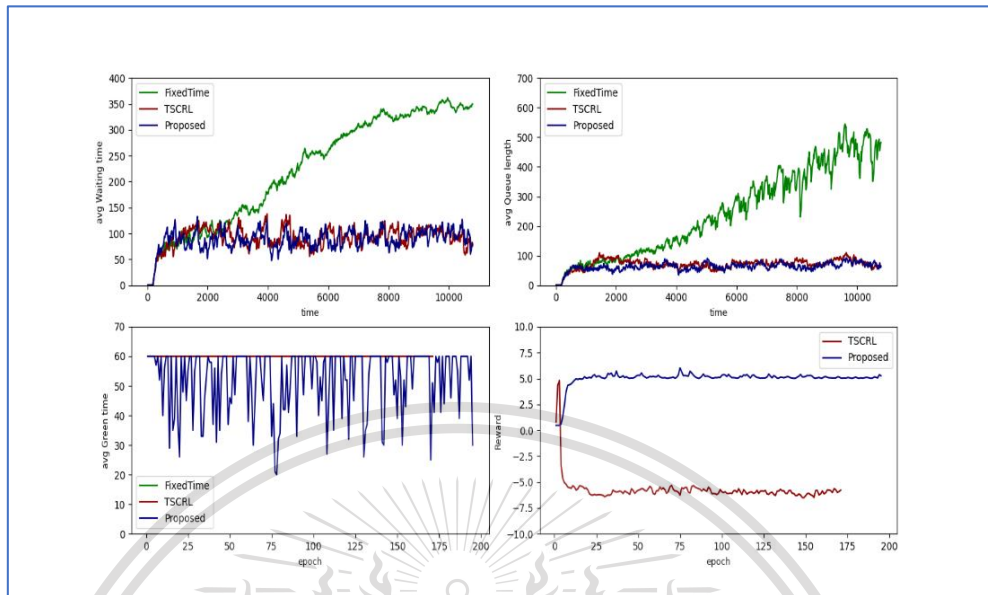 400
350
300
250
200
150
100
50
0
avg Waiting time
FixedTime
TSCRL
Proposed
0 2000 4000 6000 8000 10000
time
700
600
500
400
300
200
100
0
avg Queue length
FixedTime
TSCRL
Proposed
0 2000 4000 6000 8000 10000
time
70
60
50
40
30
20
10
0
avg Green time
FixedTime
TSCRL
Proposed
0 25 50 75 100 125 150 175 200
epoch
10.0
7.5
5.0
2.5
0.0
−2.5
−5.0
−7.5
−10.0
Reward
TSCRL
Proposed
0 25 50 75 100 125 150 175 200
epoch